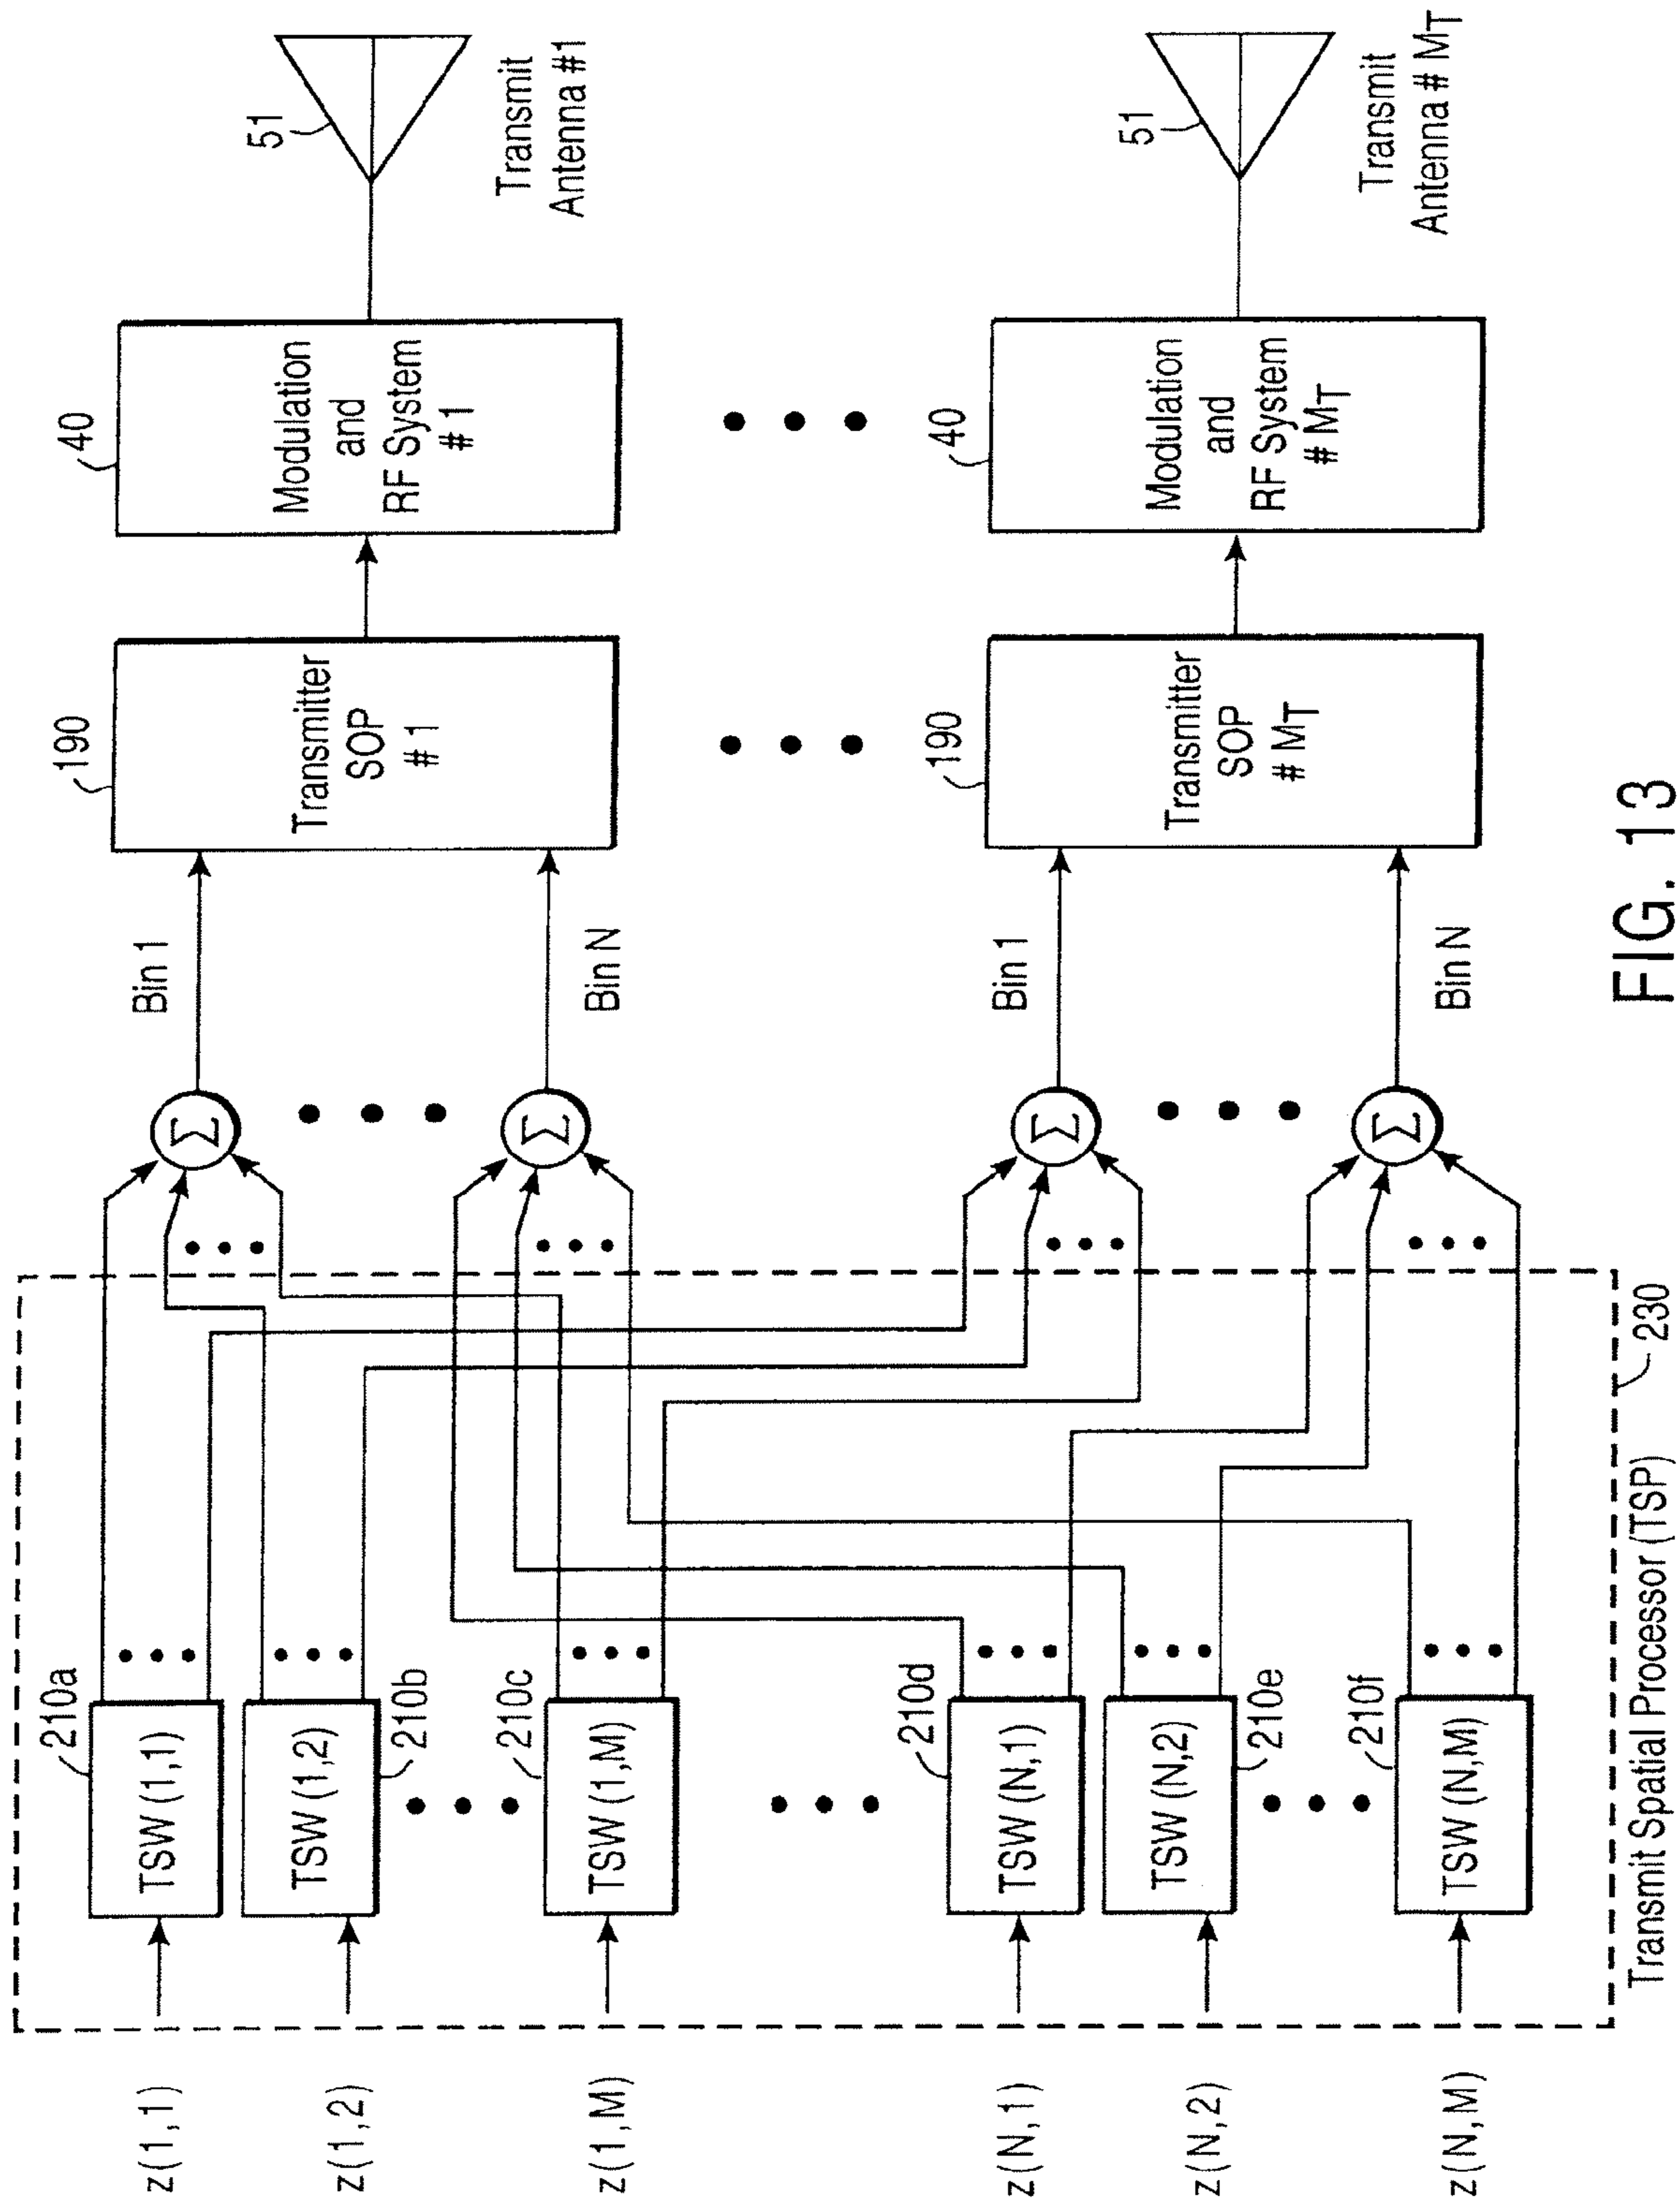 z(1,1)
z(1,2)
z(1,M)
z(N,1)
z(N,2)
z(N,M)
210a
TSW (1,1)
TSW (1,2)
210b
210c
TSW (1,M)
210d
TSW (N,1)
TSW (N,2)
210e
210f
TSW (N,M)
Transmit Spatial Processor (TSP)
230
Σ
Σ
Σ
Σ
Bin 1
Bin N
Bin 1
Bin N
190
Transmitter
SOP
# 1
190
Transmitter
SOP
# MT
40
Modulation
and
RF System
# 1
40
Modulation
and
RF System
# MT
51
Transmit
Antenna #1
51
Transmit
Antenna # MT
FIG. 13